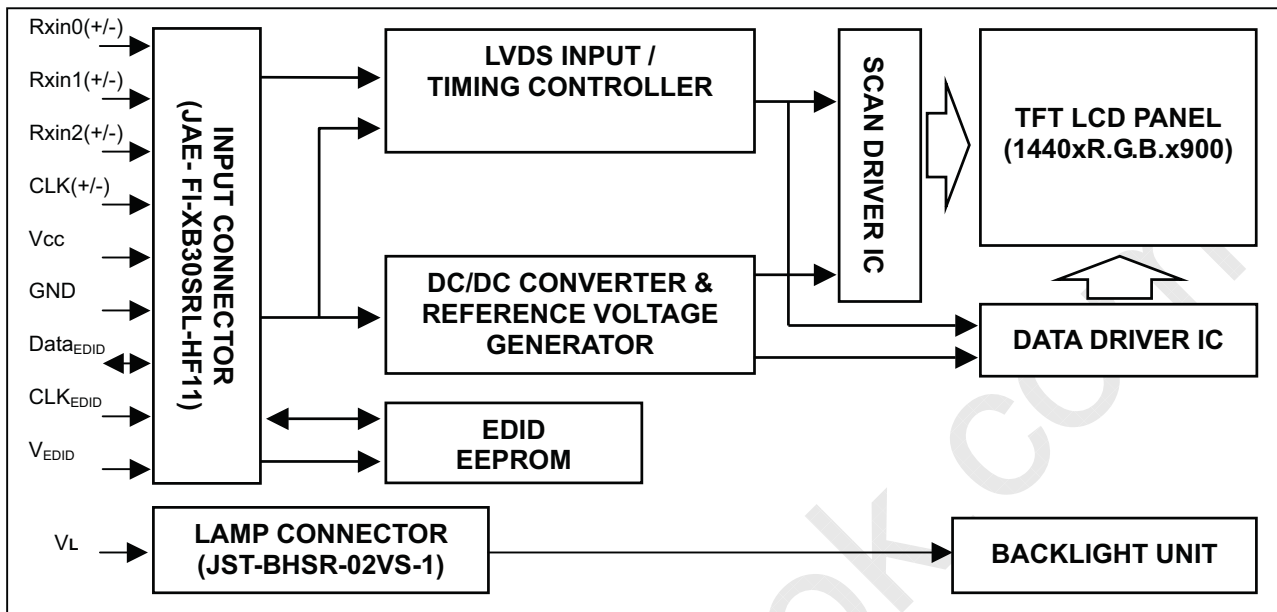 Rxin0(+/-)
Rxin1(+/-)
Rxin2(+/-)
CLK(+/-)
Vcc
GND
DataEDID
CLKEDID
VEDID
VL
INPUT CONNECTOR
(JAE- FI-XB30SRL-HF11)
LVDS INPUT /
TIMING CONTROLLER
DC/DC CONVERTER &
REFERENCE VOLTAGE
GENERATOR
EDID
EEPROM
SCAN DRIVER IC
TFT LCD PANEL
(1440xR.G.B.x900)
DATA DRIVER IC
LAMP CONNECTOR
(JST-BHSR-02VS-1)
BACKLIGHT UNIT